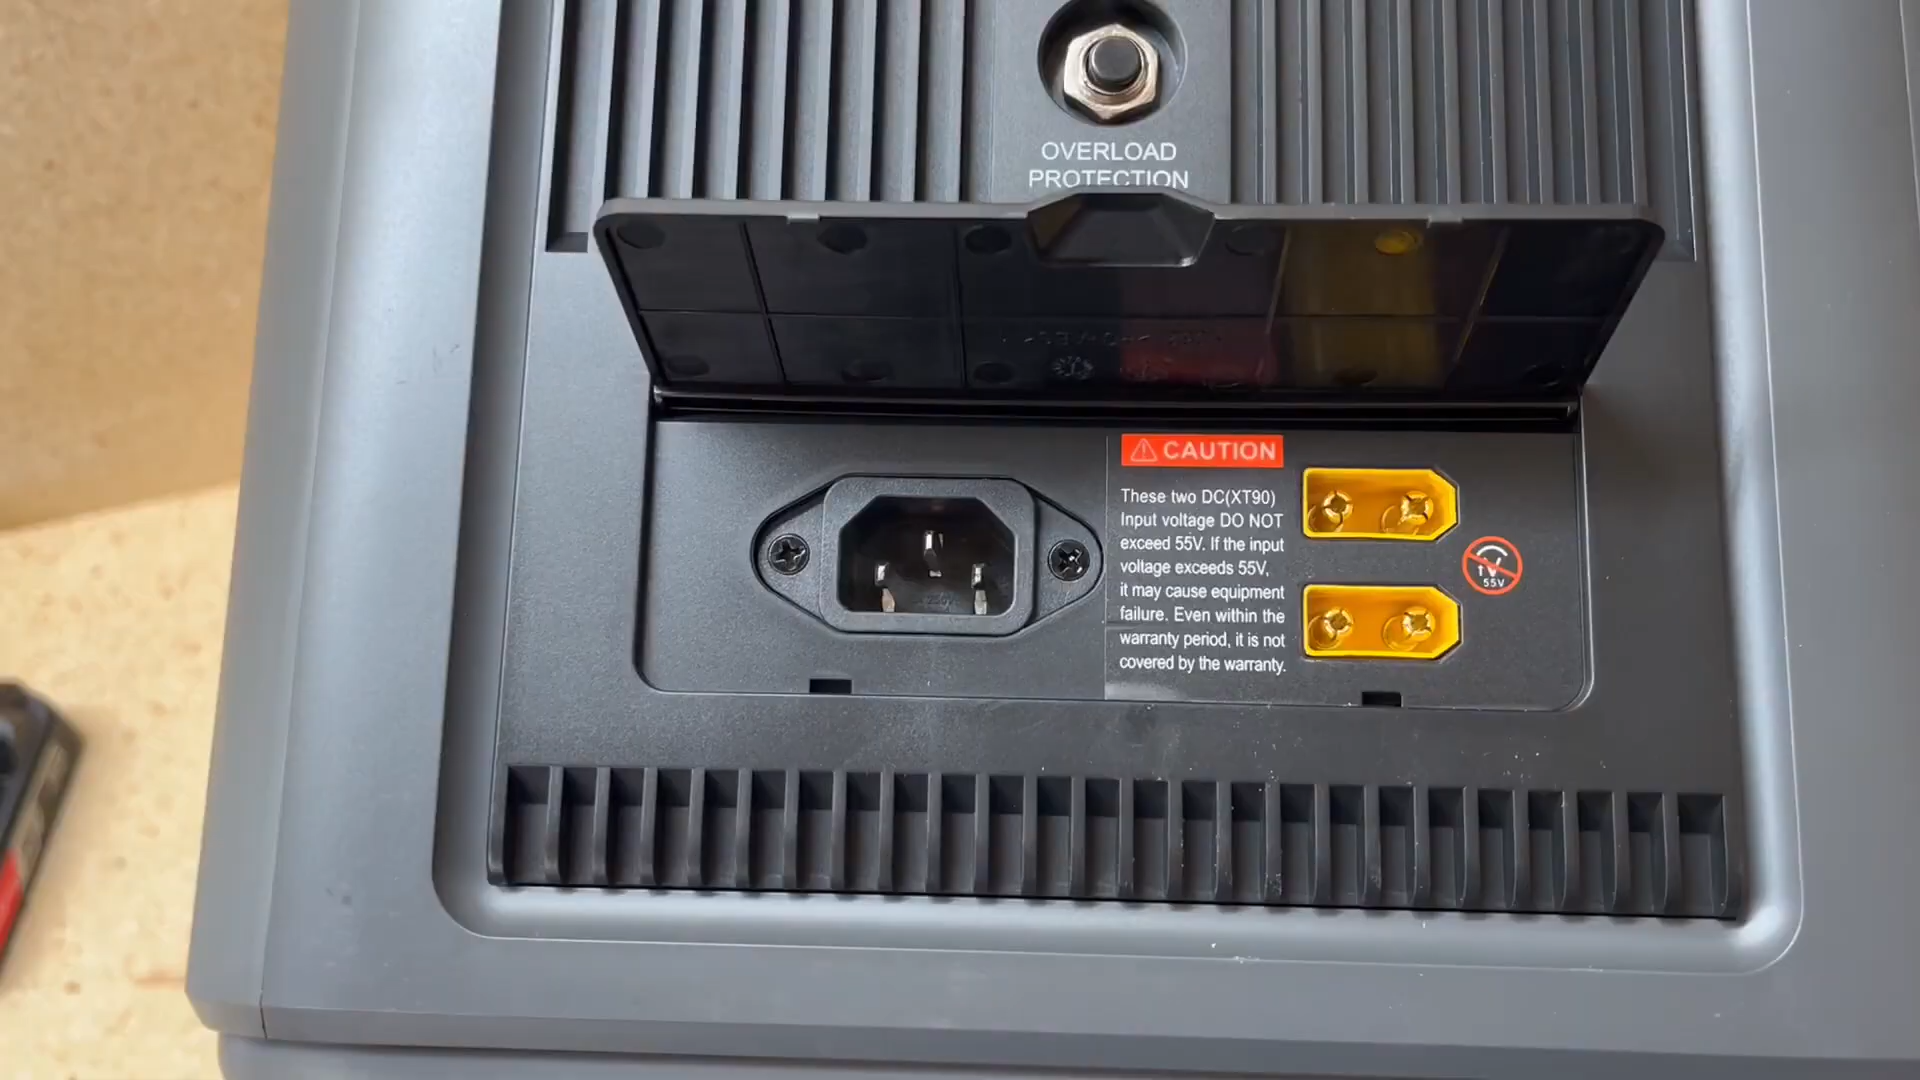 OVERLOAD
PROTECTION
CAUTION
These two DC(XT90)
Input voltage DO NOT
exceed 55V. If the input
voltage exceeds 55V,
it may cause equipment
failure. Even within the
warranty period, it is not
covered by the warranty.
55V